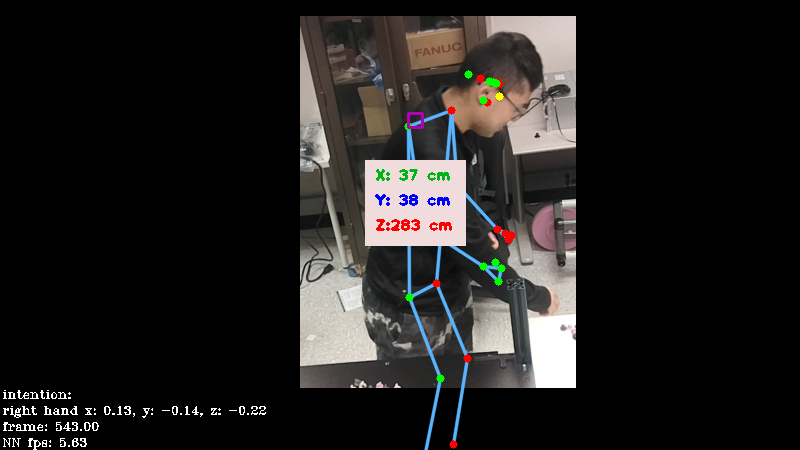 FANUC
X: 37 cm
Y: 38 cm
Z:283 cm
intention:
right hand x: 0.13, y: −0.14, z: −0.22
frame: 543.00
NN fps: 5.63